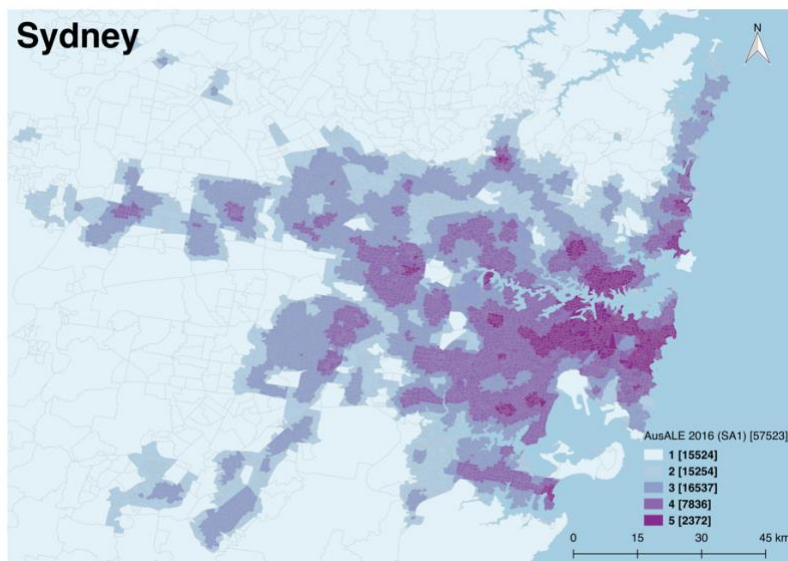 Sydney
N
AusALE 2016 (SA1) [57523]
1 [15524]
2 [15254]
3 [16537]
4 [7836]
5 [2372]
0 15 30 45 km